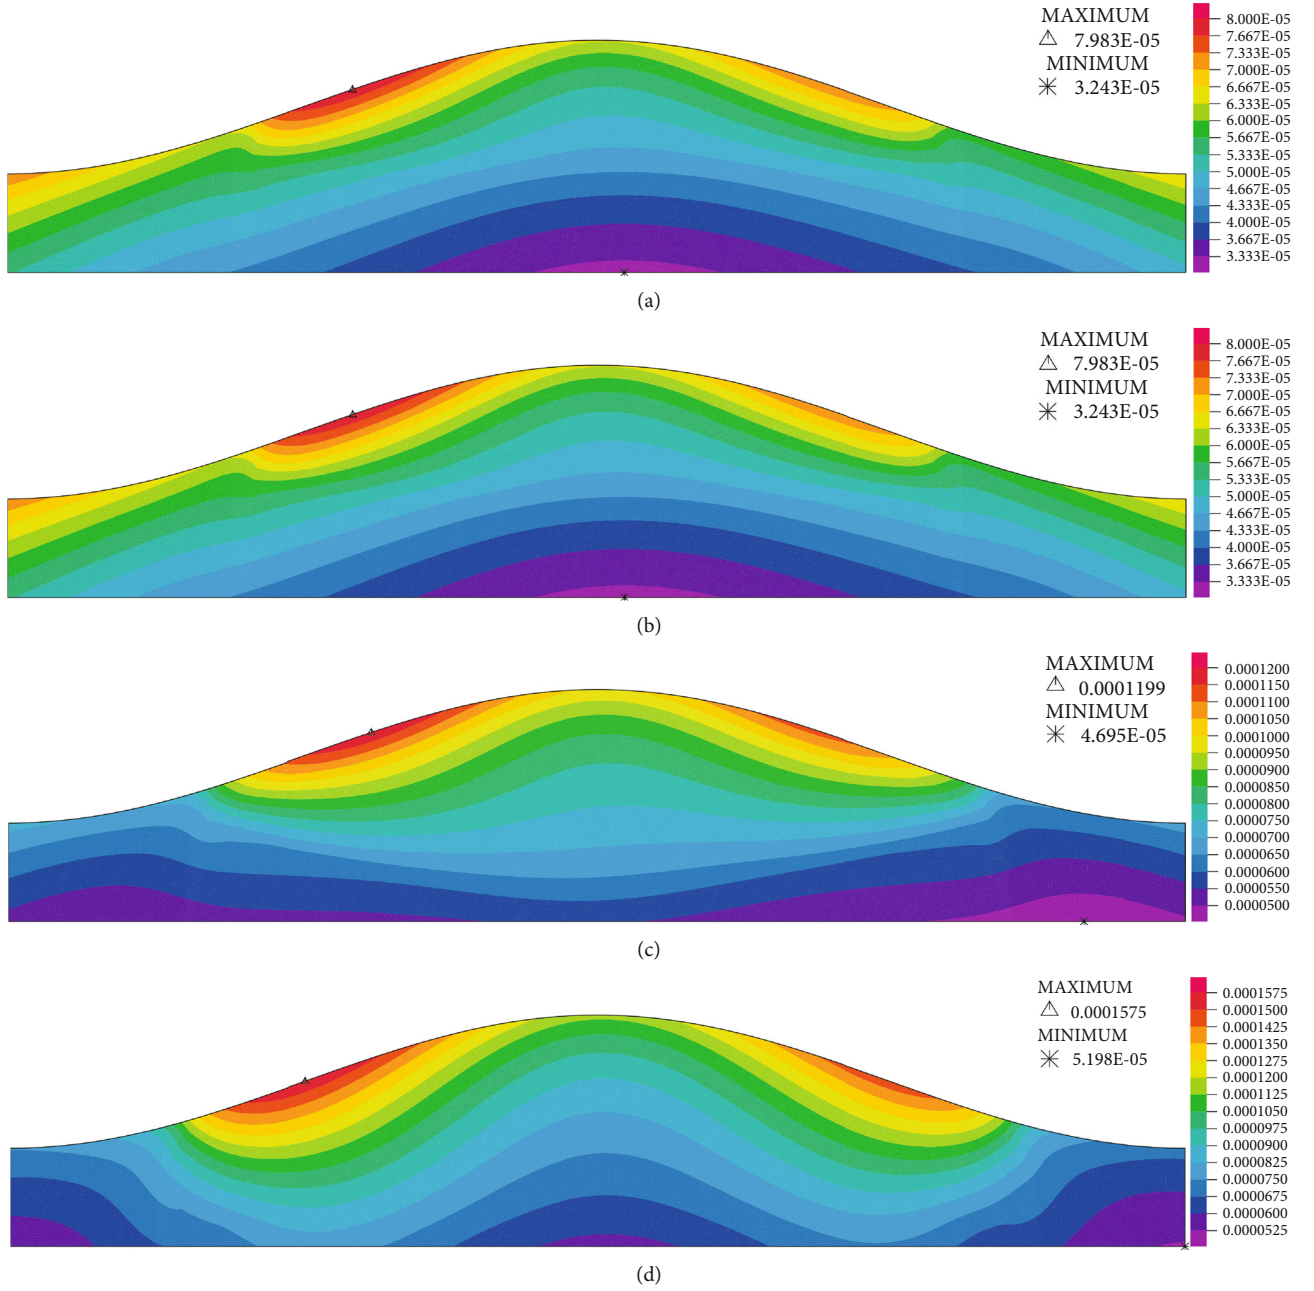 MAXIMUM
7.983E-05
MINIMUM
3.243E-05
8.000E-05
7.667E-05
7.333E-05
7.000E-05
6.667E-05
6.333E-05
6.000E-05
5.667E-05
5.333E-05
5.000E-05
4.667E-05
4.333E-05
4.000E-05
3.667E-05
3.333E-05
(a)
MAXIMUM
7.983E-05
MINIMUM
3.243E-05
8.000E-05
7.667E-05
7.333E-05
7.000E-05
6.667E-05
6.333E-05
6.000E-05
5.667E-05
5.333E-05
5.000E-05
4.667E-05
4.333E-05
4.000E-05
3.667E-05
3.333E-05
(b)
MAXIMUM
0.0001199
MINIMUM
4.695E-05
0.0001200
0.0001150
0.0001100
0.0001050
0.0001000
0.0000950
0.0000900
0.0000850
0.0000800
0.0000750
0.0000700
0.0000650
0.0000600
0.0000550
0.0000500
(c)
MAXIMUM
0.0001575
MINIMUM
5.198E-05
0.0001575
0.0001500
0.0001425
0.0001350
0.0001275
0.0001200
0.0001125
0.0001050
0.0000975
0.0000900
0.0000825
0.0000750
0.0000675
0.0000600
0.0000525
(d)